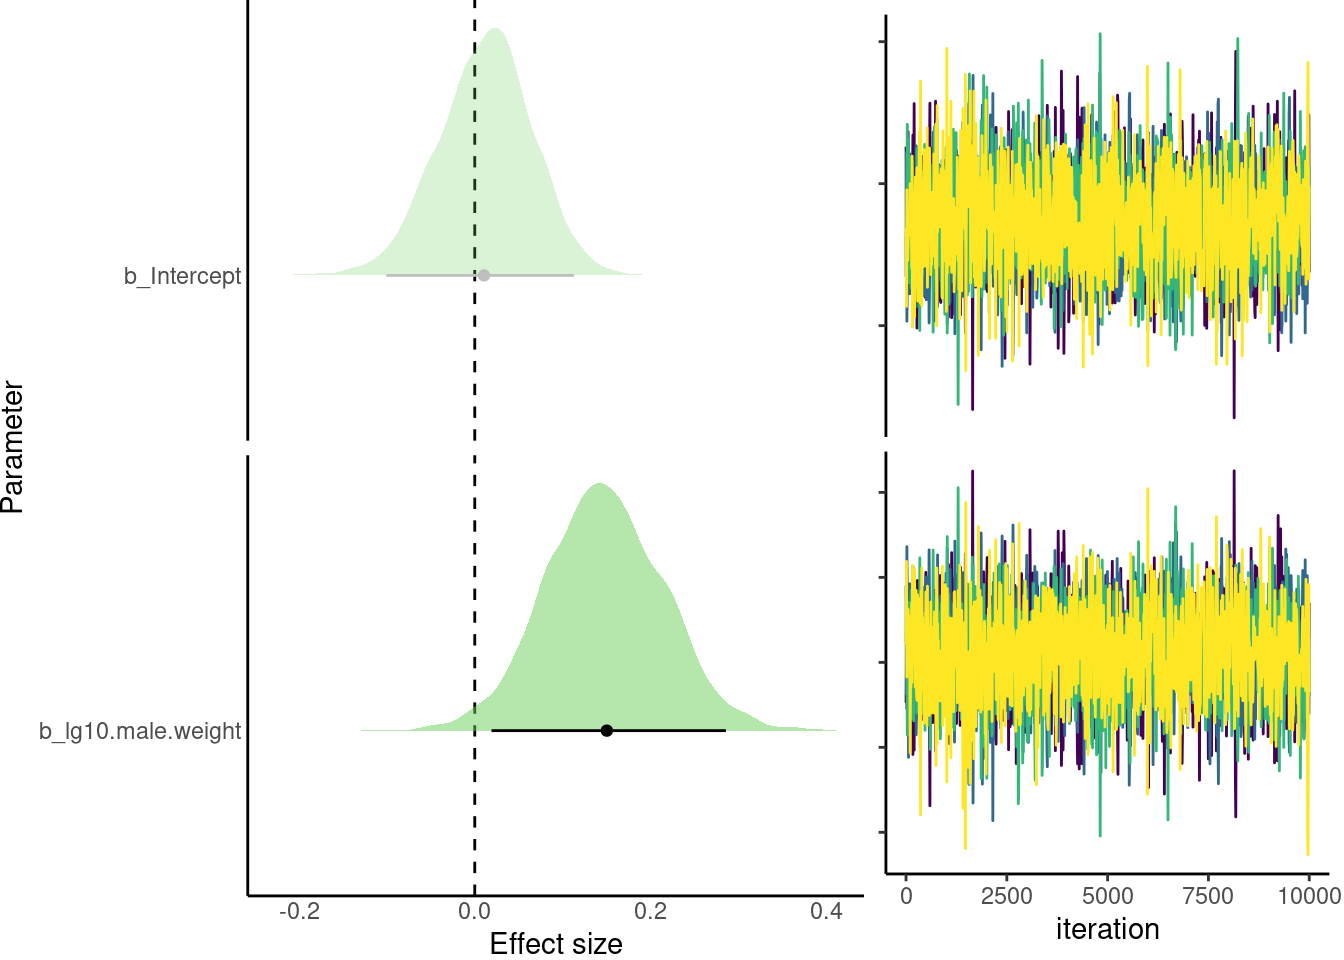 Parameter
b_Intercept
b_lg10.male.weight
-0.2 0.0 0.2 0.4
Effect size
0 2500 5000 7500 10000
iteration